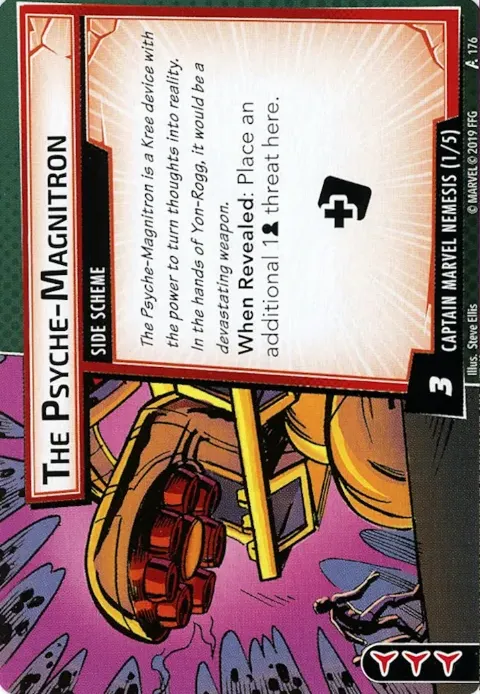 THE PSYCHE-MAGNITRON
SIDE SCHEME
The Psyche-Magnitron is a Kree device with
the power to turn thoughts into reality.
In the hands of Yon-Rogg, it would be a
devastating weapon.
When Revealed: Place an
additional 1 threat here.
3
CAPTAIN MARVEL NEMESIS (1/5)
Illus. Steve Ellis
© MARVEL © 2019 FFG
176